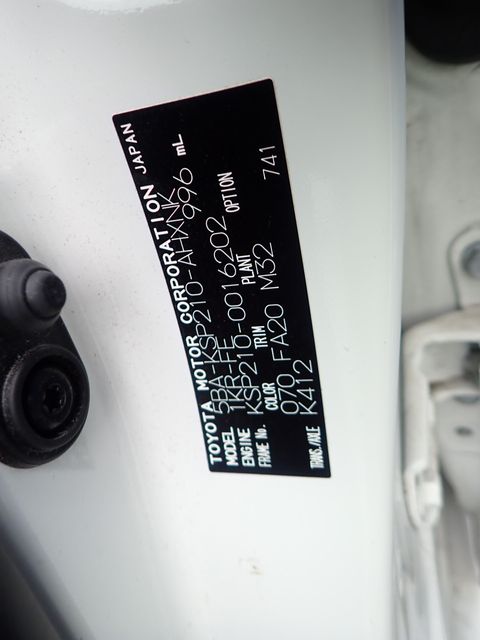 TOYOTA MOTOR CORPORATION JAPAN
MODEL 5BA-KSP210-AHXNK
ENGINE 1KR-FE 996 mL
FRAME No. KSP210-0016202
COLOR TRIM PLANT OPTION
070 FA20 M32 741
TRANS./AXLE K412